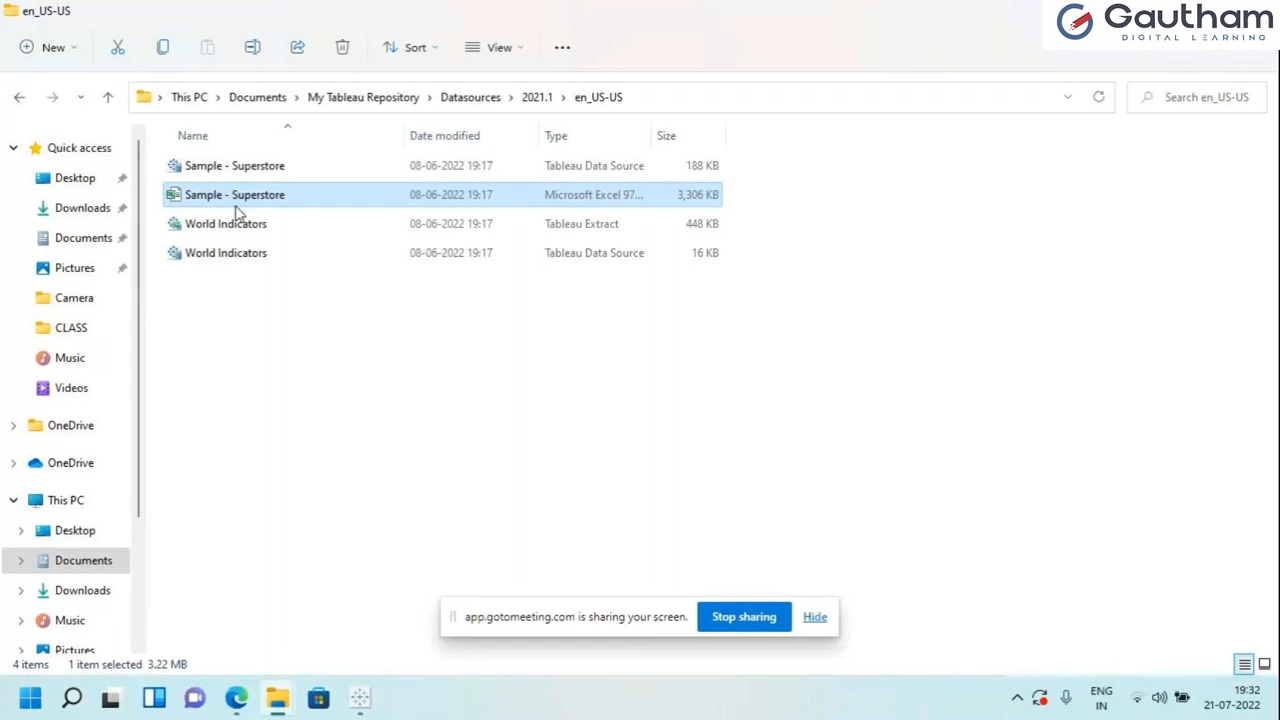 en_US-US
Gautham
DIGITAL LEARNING
New
Sort
View
This PC > Documents > My Tableau Repository > Datasources > 2021.1 > en_US-US
Search en_US-US
Name Date modified Type Size
Sample - Superstore 08-06-2022 19:17 Tableau Data Source 188 KB
Sample - Superstore 08-06-2022 19:17 Microsoft Excel 97... 3,306 KB
World Indicators 08-06-2022 19:17 Tableau Extract 448 KB
World Indicators 08-06-2022 19:17 Tableau Data Source 16 KB
Quick access
Desktop
Downloads
Documents
Pictures
Camera
CLASS
Music
Videos
OneDrive
OneDrive
This PC
Desktop
Documents
Downloads
Music
Pictures
app.gotomeeting.com is sharing your screen. Stop sharing Hide
4 items 1 item selected 3.22 MB
ENG
IN
19:32
21-07-2022